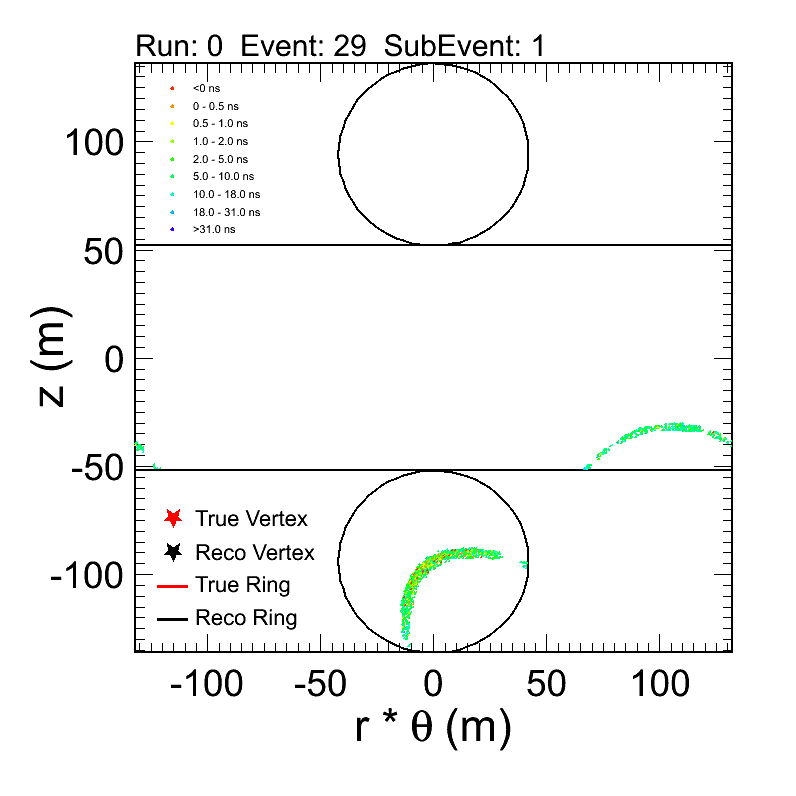 Run: 0  Event: 29  SubEvent: 1
<0 ns
0 - 0.5 ns
0.5 - 1.0 ns
1.0 - 2.0 ns
2.0 - 5.0 ns
5.0 - 10.0 ns
10.0 - 18.0 ns
18.0 - 31.0 ns
>31.0 ns
100
50
0
-50
-100
z (m)
True Vertex
Reco Vertex
True Ring
Reco Ring
-100 -50 0 50 100
r * θ (m)